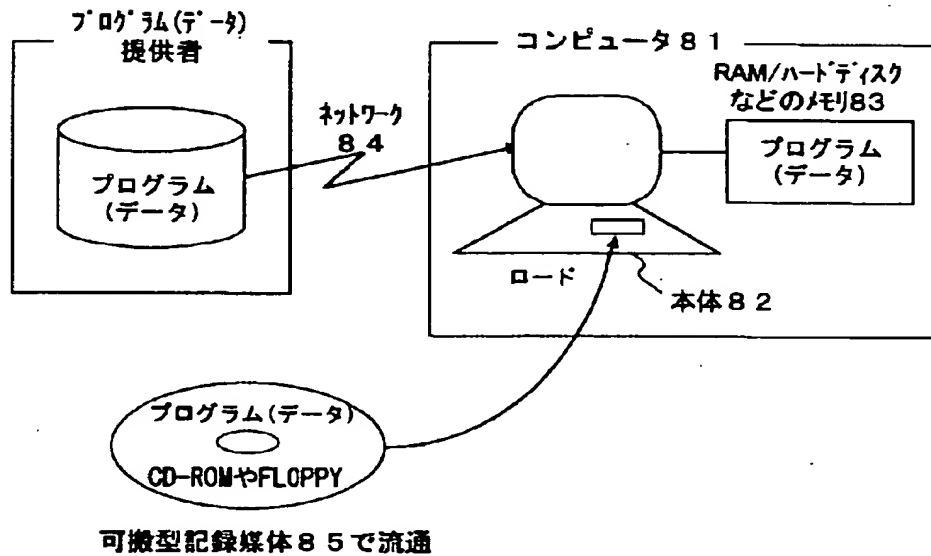 プログラム(データ)
提供者
プログラム
(データ)
ネットワーク
84
コンピュータ81
RAM/ハードディスク
などのメモリ83
プログラム
(データ)
ロード
本体82
プログラム(データ)
CD-ROMやFLOPPY
可搬型記録媒体85で流通